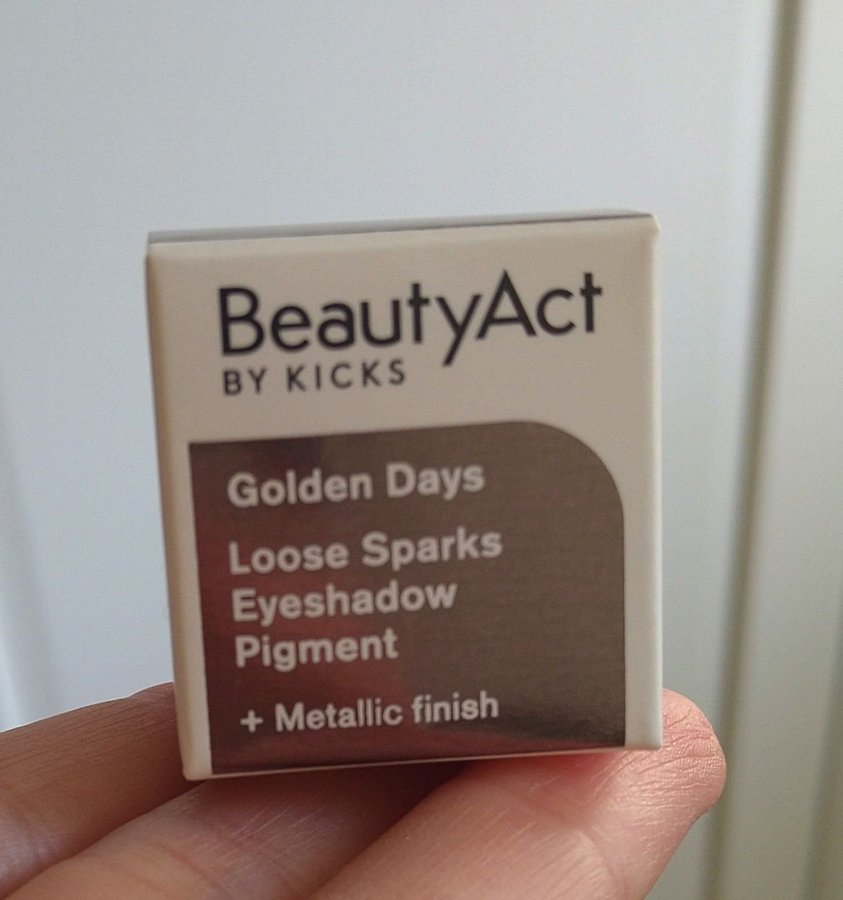 BeautyAct
BY KICKS
Golden Days
Loose Sparks
Eyeshadow
Pigment
+ Metallic finish